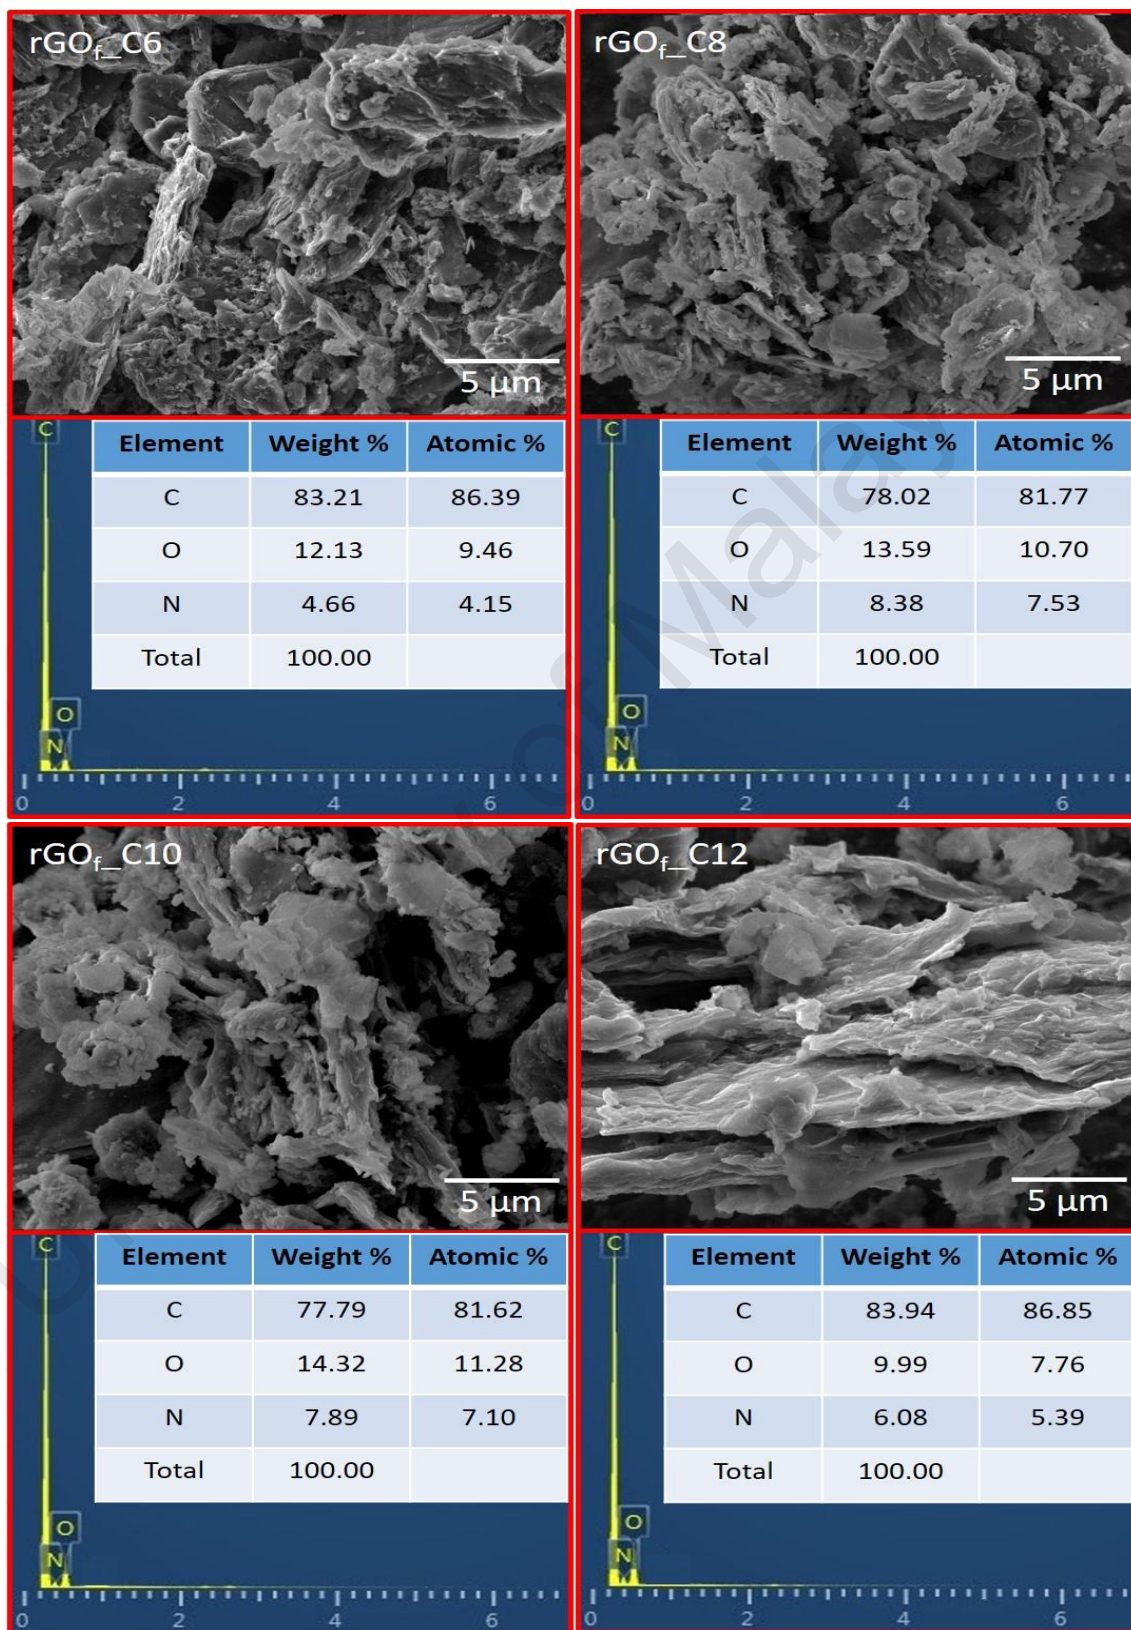 rGOf_C6
5 µm
C
Element Weight % Atomic %
C 83.21 86.39
O 12.13 9.46
N 4.66 4.15
Total 100.00
O
N
0 2 4 6
rGOf_C8
5 µm
C
Element Weight % Atomic %
C 78.02 81.77
O 13.59 10.70
N 8.38 7.53
Total 100.00
O
N
0 2 4 6
rGOf_C10
5 µm
C
Element Weight % Atomic %
C 77.79 81.62
O 14.32 11.28
N 7.89 7.10
Total 100.00
O
N
0 2 4 6
rGOf_C12
5 µm
C
Element Weight % Atomic %
C 83.94 86.85
O 9.99 7.76
N 6.08 5.39
Total 100.00
O
N
0 2 4 6
of Malay